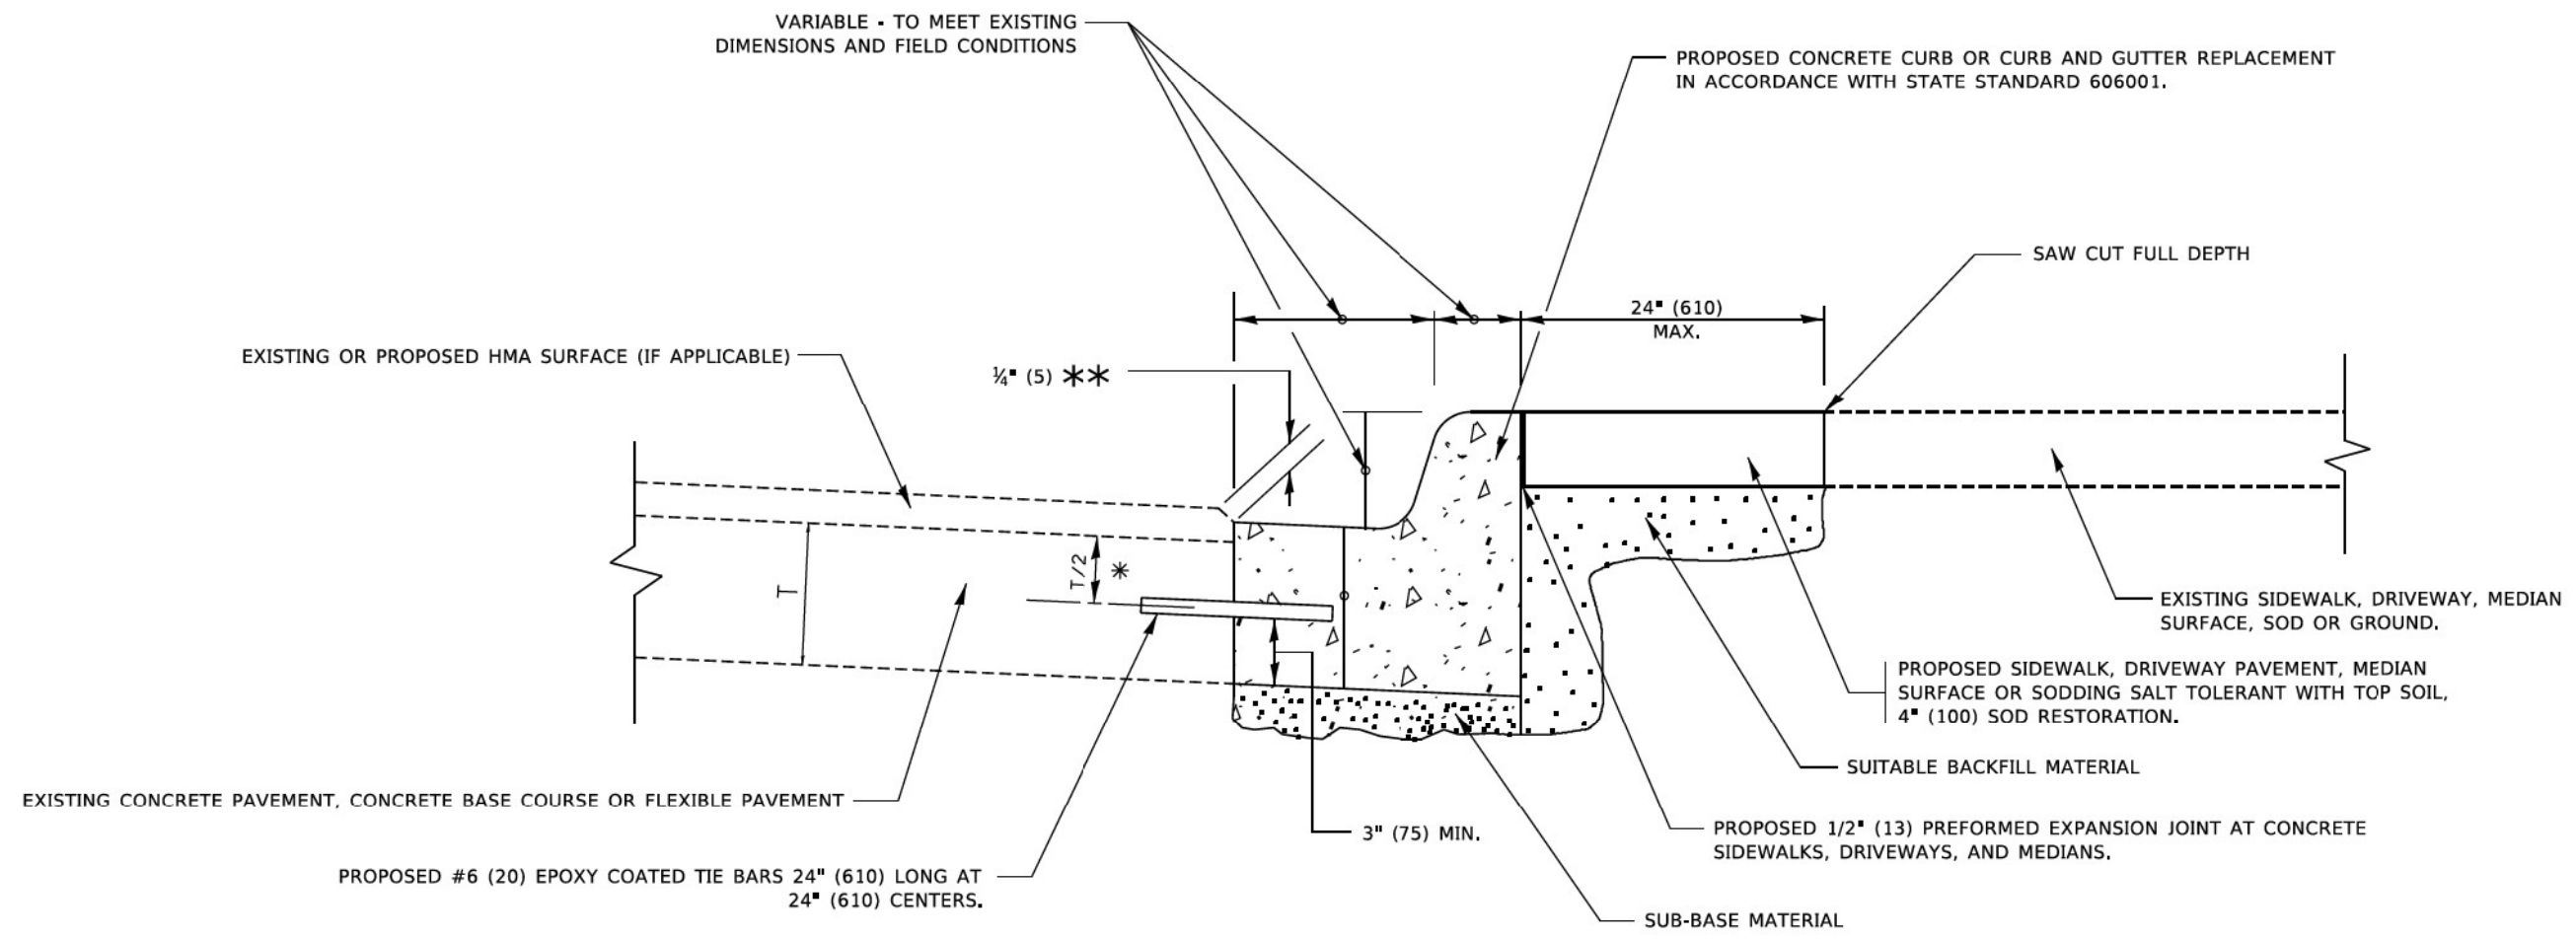 VARIABLE - TO MEET EXISTING
DIMENSIONS AND FIELD CONDITIONS
PROPOSED CONCRETE CURB OR CURB AND GUTTER REPLACEMENT
IN ACCORDANCE WITH STATE STANDARD 606001.
SAW CUT FULL DEPTH
24" (610)
MAX.
EXISTING OR PROPOSED HMA SURFACE (IF APPLICABLE)
¼" (5) **
T
T/2
*
EXISTING SIDEWALK, DRIVEWAY, MEDIAN
SURFACE, SOD OR GROUND.
PROPOSED SIDEWALK, DRIVEWAY PAVEMENT, MEDIAN
SURFACE OR SODDING SALT TOLERANT WITH TOP SOIL,
4" (100) SOD RESTORATION.
SUITABLE BACKFILL MATERIAL
EXISTING CONCRETE PAVEMENT, CONCRETE BASE COURSE OR FLEXIBLE PAVEMENT
3" (75) MIN.
PROPOSED 1/2" (13) PREFORMED EXPANSION JOINT AT CONCRETE
SIDEWALKS, DRIVEWAYS, AND MEDIANS.
PROPOSED #6 (20) EPOXY COATED TIE BARS 24" (610) LONG AT
24" (610) CENTERS.
SUB-BASE MATERIAL